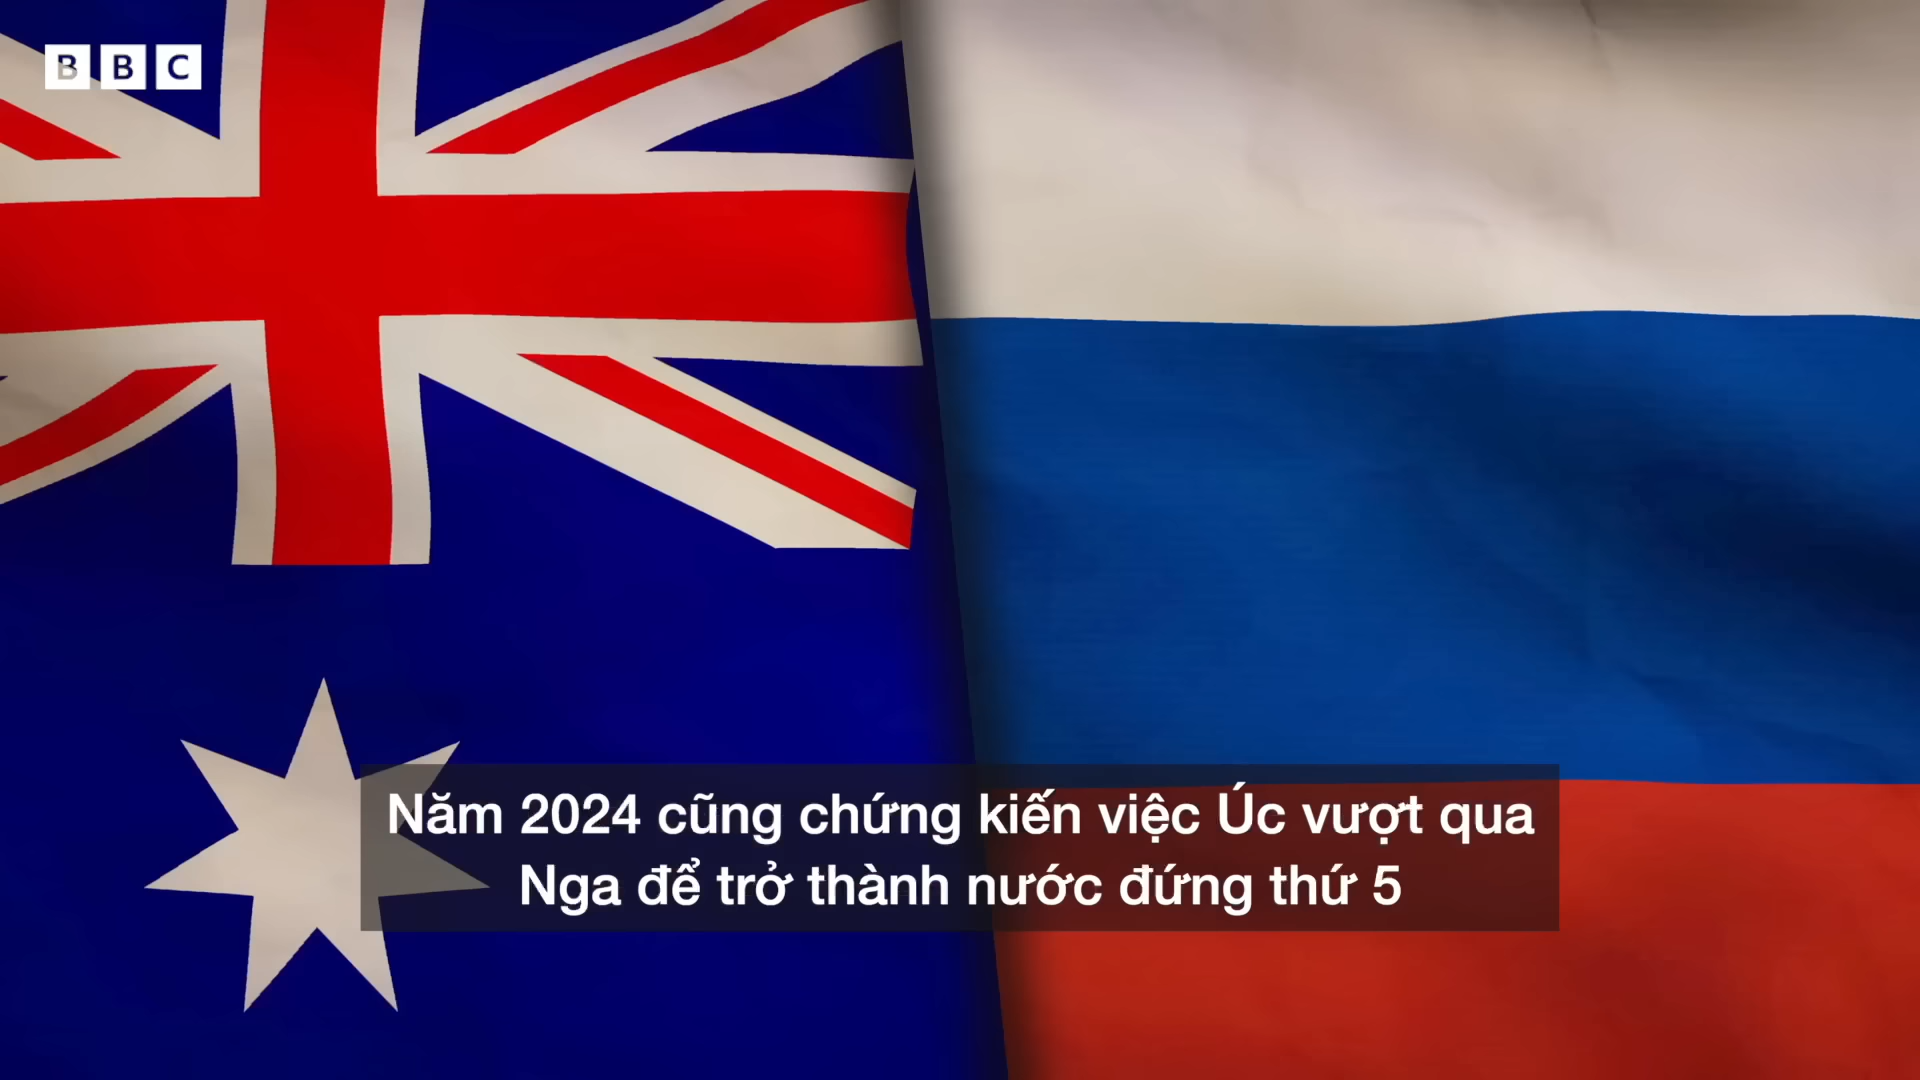 BBC
Năm 2024 cũng chứng kiến việc Úc vượt qua
Nga để trở thành nước đứng thứ 5